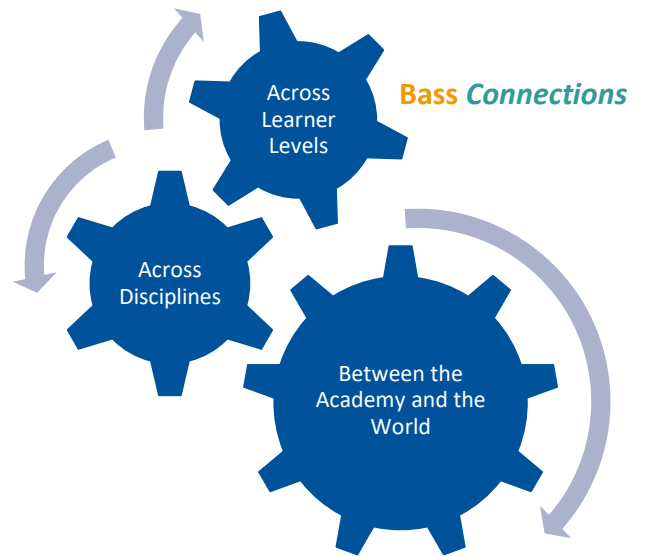 Across
Learner
Levels
Bass Connections
Across
Disciplines
Between the
Academy and the
World